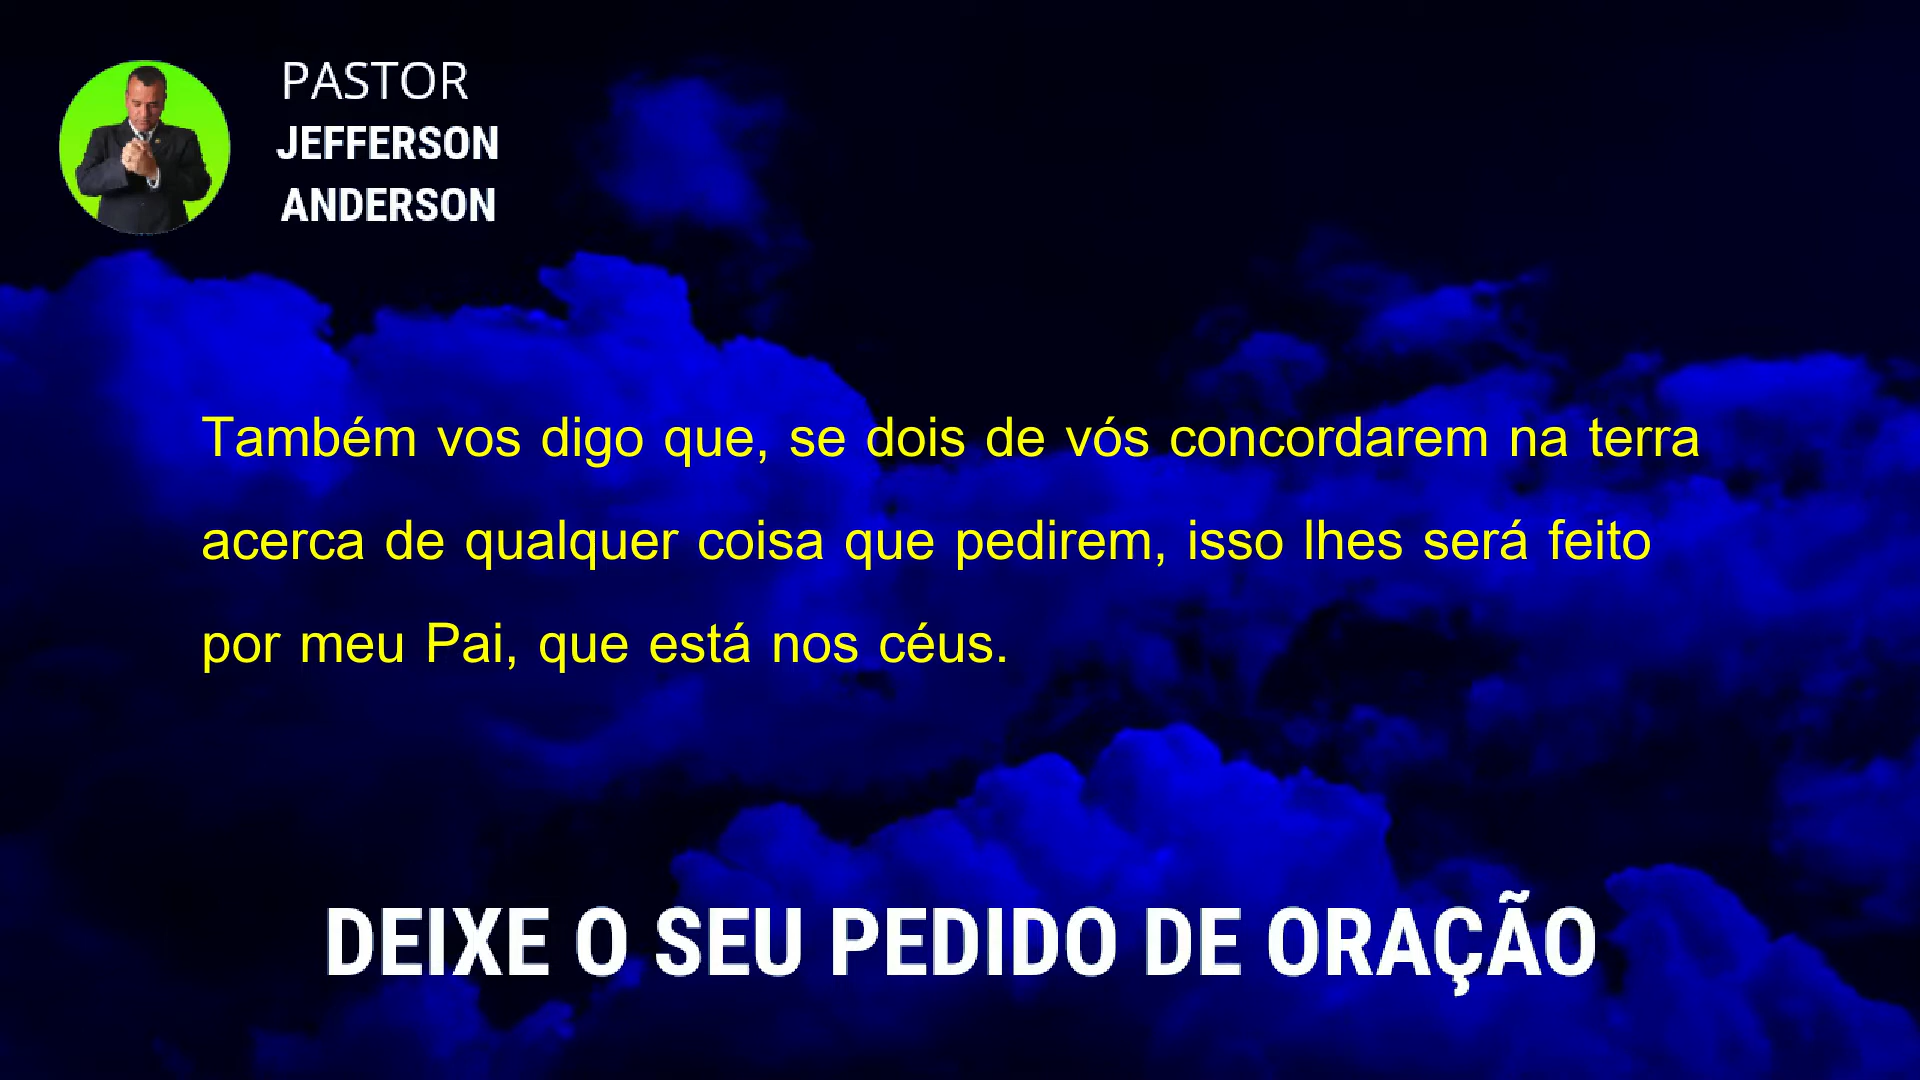 PASTOR
JEFFERSON
ANDERSON
Também vos digo que, se dois de vós concordarem na terra
acerca de qualquer coisa que pedirem, isso lhes será feito
por meu Pai, que está nos céus.
DEIXE O SEU PEDIDO DE ORAÇÃO